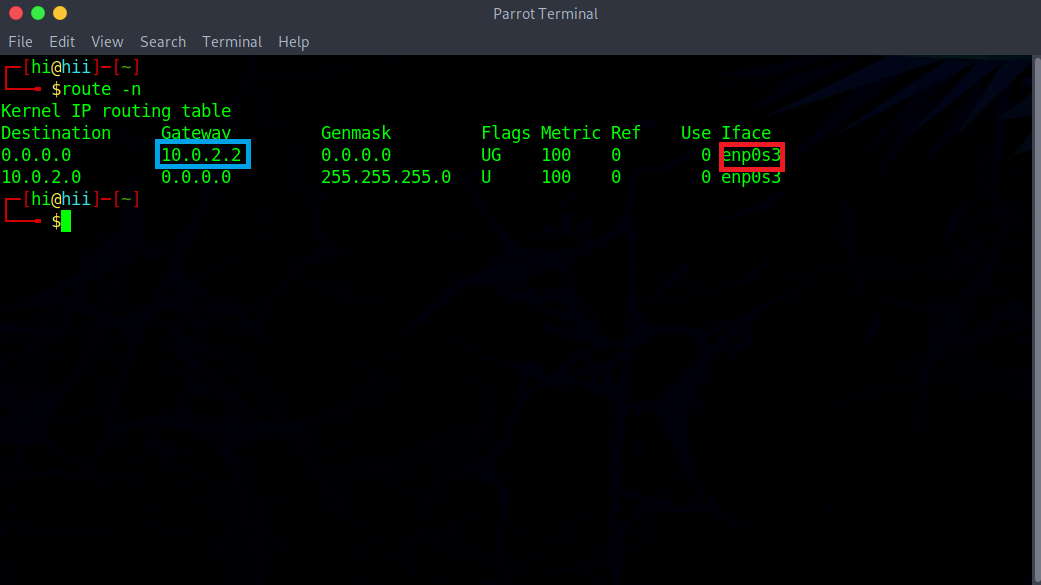 Parrot Terminal
File Edit View Search Terminal Help
┌─[hi@hii]─[~]
└──╼ $route -n
Kernel IP routing table
Destination     Gateway         Genmask         Flags Metric Ref    Use Iface
0.0.0.0         10.0.2.2        0.0.0.0         UG    100    0        0 enp0s3
10.0.2.0        0.0.0.0         255.255.255.0   U     100    0        0 enp0s3
┌─[hi@hii]─[~]
└──╼ $